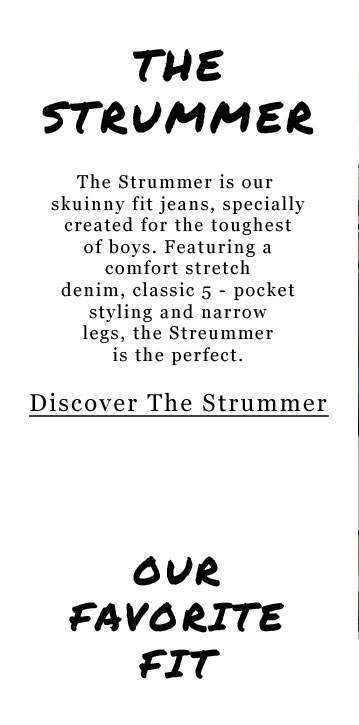 THE
STRUMMER
The Strummer is our
skuinny fit jeans, specially
created for the toughest
of boys. Featuring a
comfort stretch
denim, classic 5 - pocket
styling and narrow
legs, the Streummer
is the perfect.
Discover The Strummer
OUR
FAVORITE
FIT